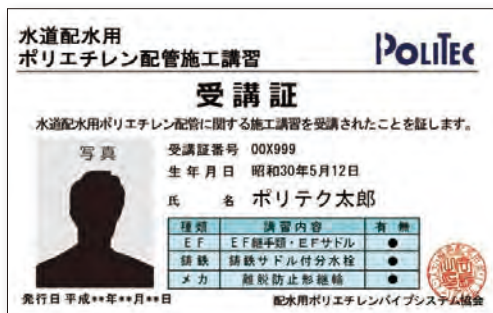 水道配水用
ポリエチレン配管施工講習
POLITEC
受講証
水道配水用ポリエチレン配管に関する施工講習を受講されたことを証します。
写真
受講証番号 00X999
生年月日 昭和30年5月12日
氏名 ポリテク太郎
種類 講習内容 有無
EF EF継手類・EFサドル ●
鋳鉄 鋳鉄サドル付分水栓 ●
メカ 離脱防止形継輪 ●
発行日 平成**年**月**日
配水用ポリエチレンパイプシステム協会